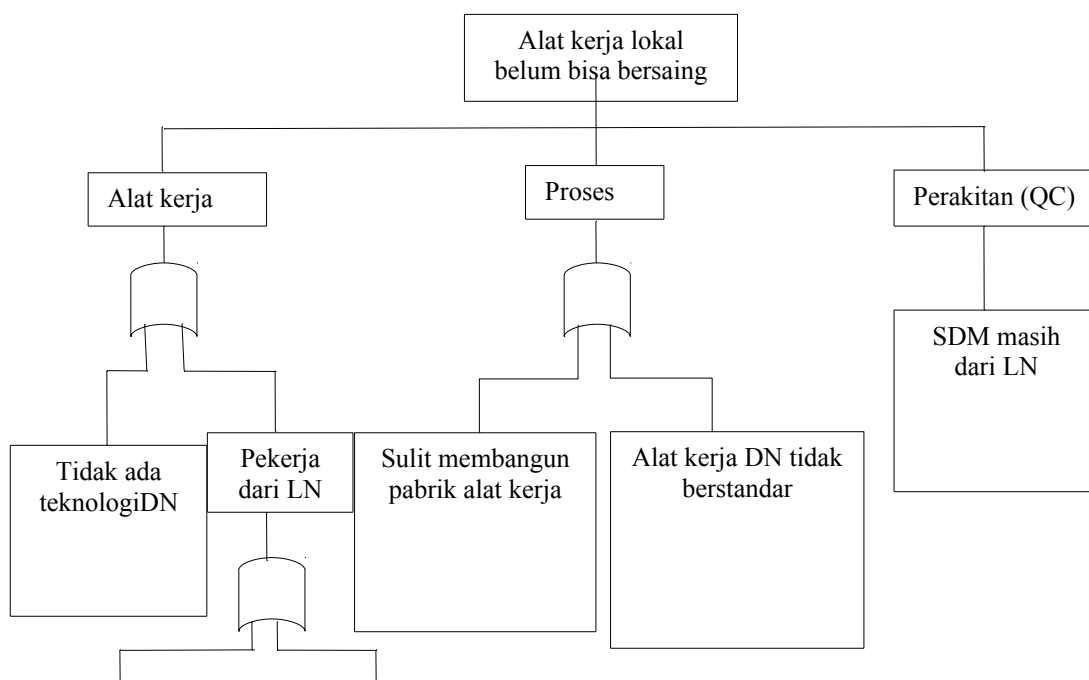 Alat kerja lokal
belum bisa bersaing
Alat kerja
Proses
Perakitan (QC)
SDM masih
dari LN
Tidak ada
teknologiDN
Pekerja
dari LN
Sulit membangun
pabrik alat kerja
Alat kerja DN tidak
berstandar